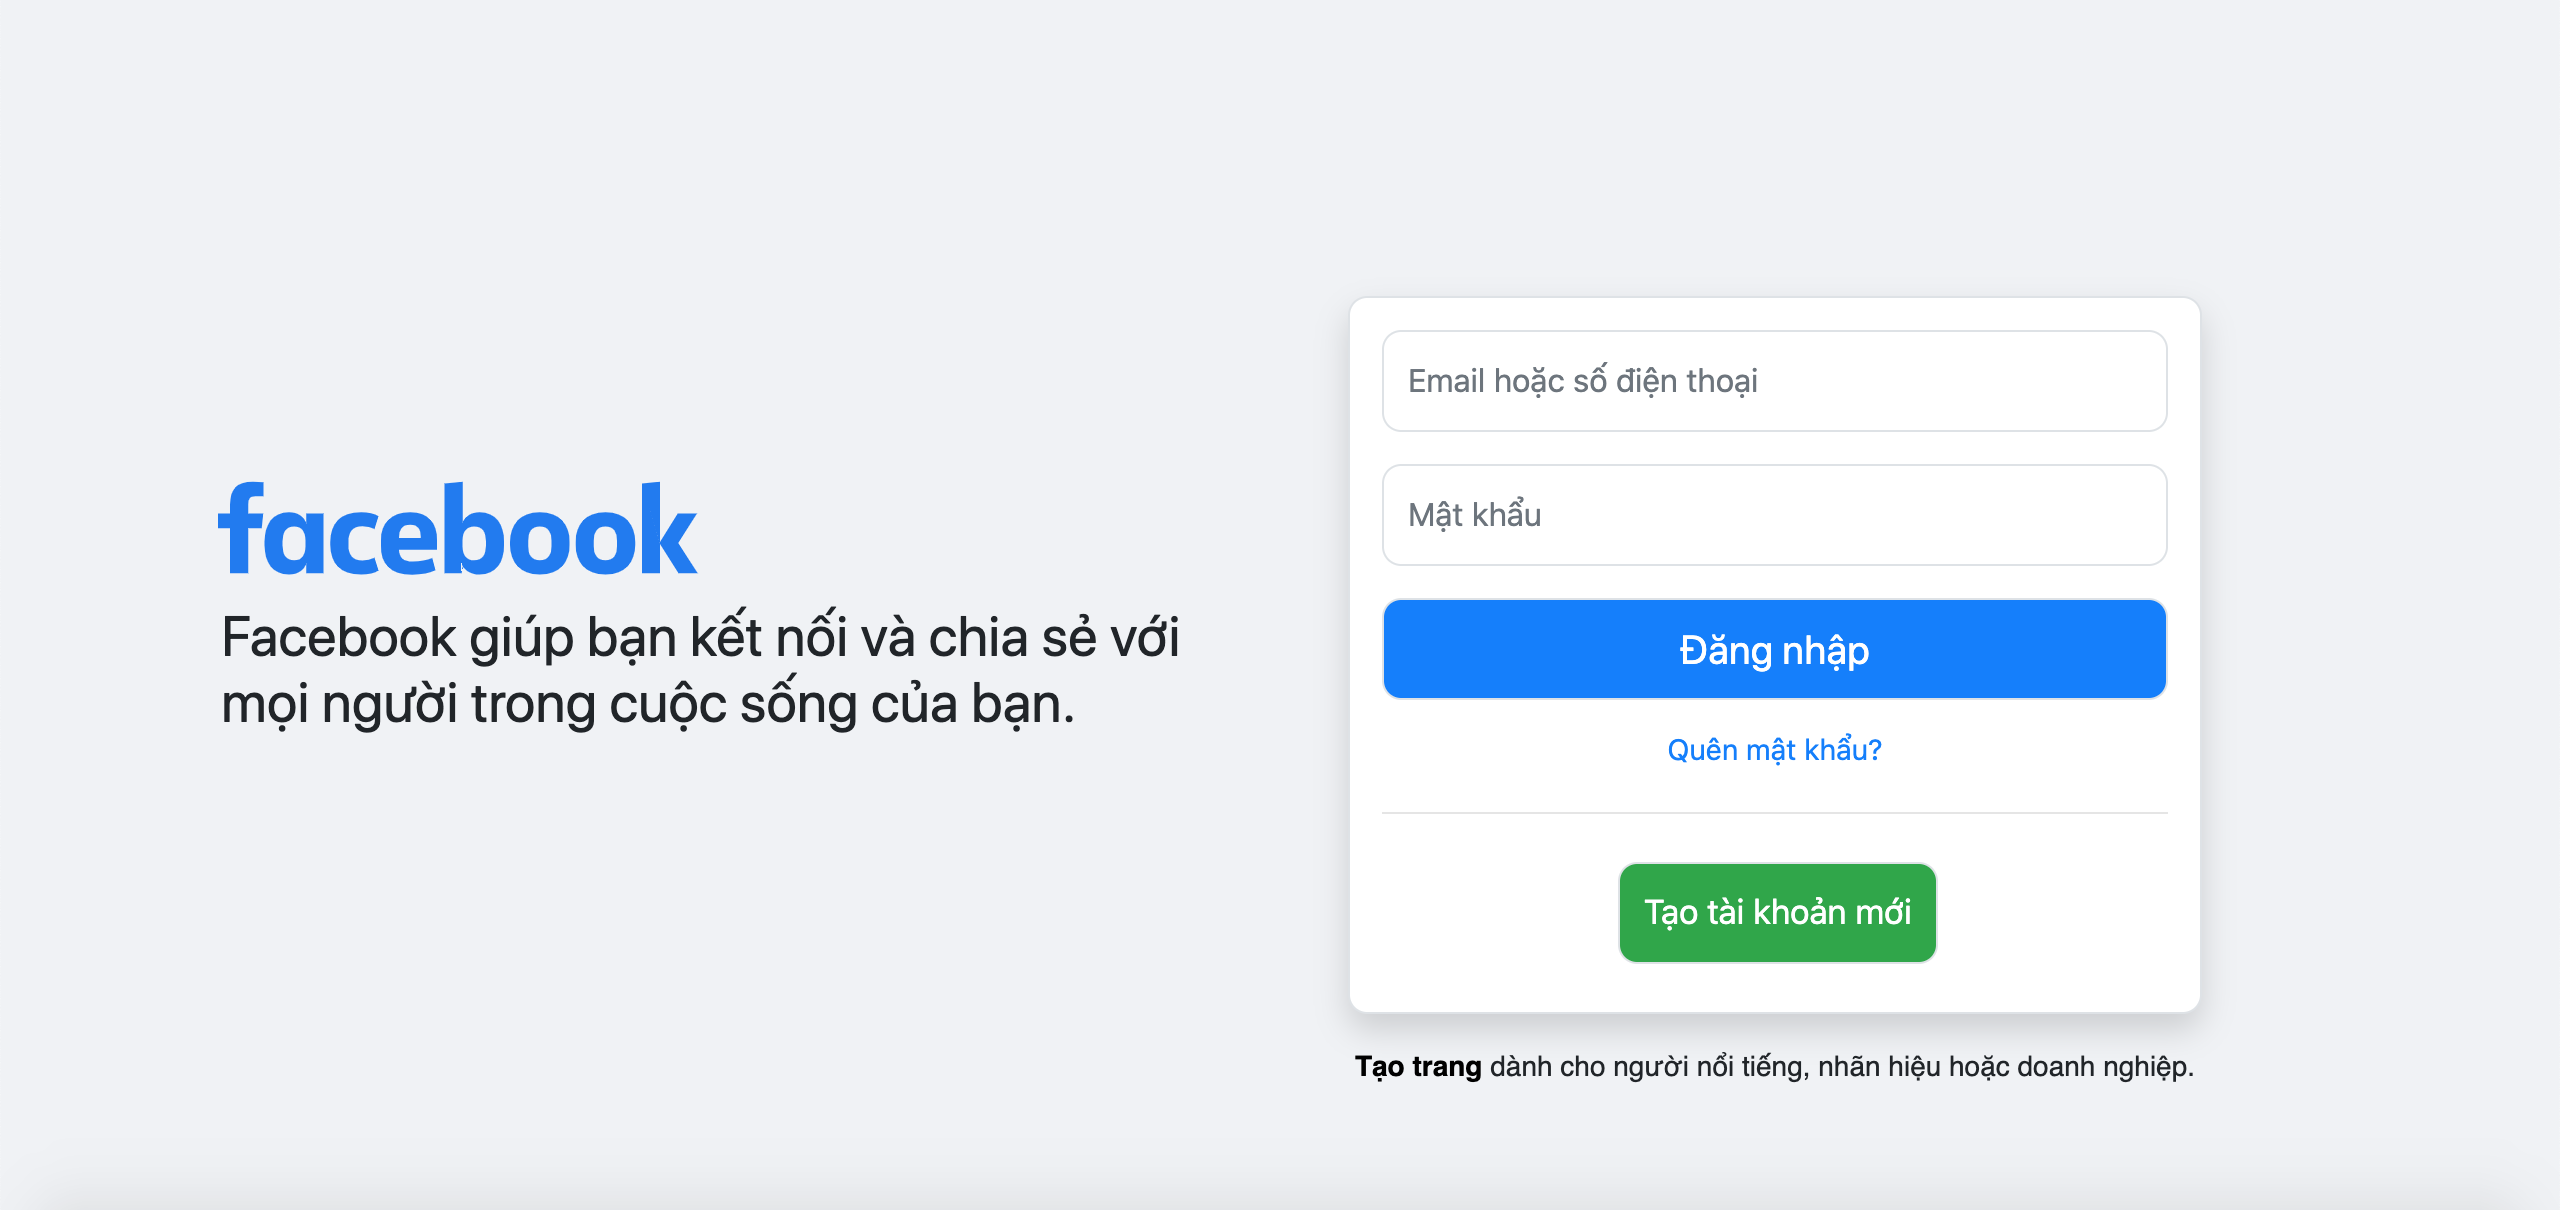 facebook
Facebook giúp bạn kết nối và chia sẻ với
mọi người trong cuộc sống của bạn.
Email hoặc số điện thoại
Mật khẩu
Đăng nhập
Quên mật khẩu?
Tạo tài khoản mới
Tạo trang dành cho người nổi tiếng, nhãn hiệu hoặc doanh nghiệp.